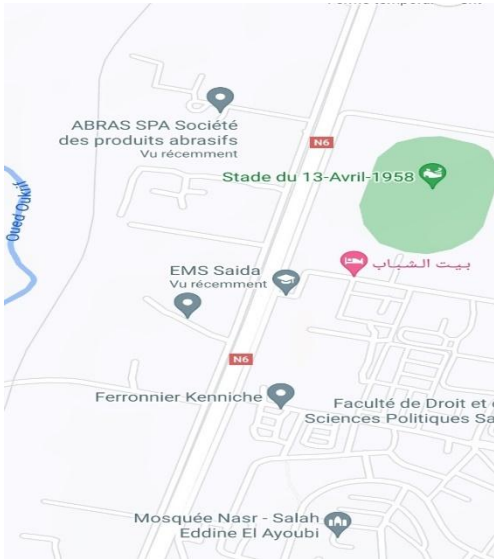 ABRAS SPA Société
des produits abrasifs
Vu récemment
N6
Stade du 13-Avril-1958
Oued Oukrif
بيت الشباب
EMS Saida
Vu récemment
N6
Ferronnier Kenniche
Faculté de Droit et
Sciences Politiques
Mosquée Nasr - Salah
Eddine El Ayoubi